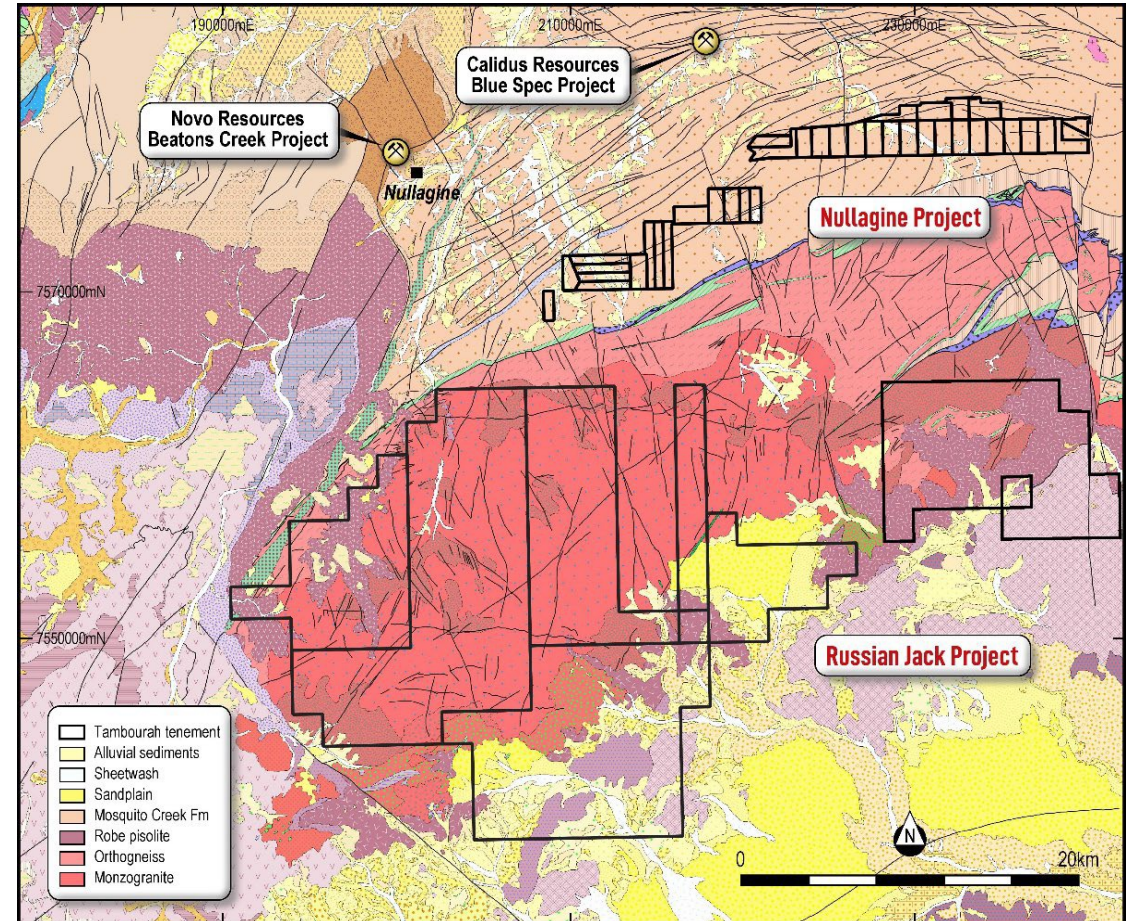 190000mE
210000mE
230000mE
Calidus Resources
Blue Spec Project
Novo Resources
Beatons Creek Project
Nullagine
Nullagine Project
7570000mN
7550000mN
Russian Jack Project
Tambourah tenement
Alluvial sediments
Sheetwash
Sandplain
Mosquito Creek Fm
Robe pisolite
Orthogneiss
Monzogranite
N
0
20km